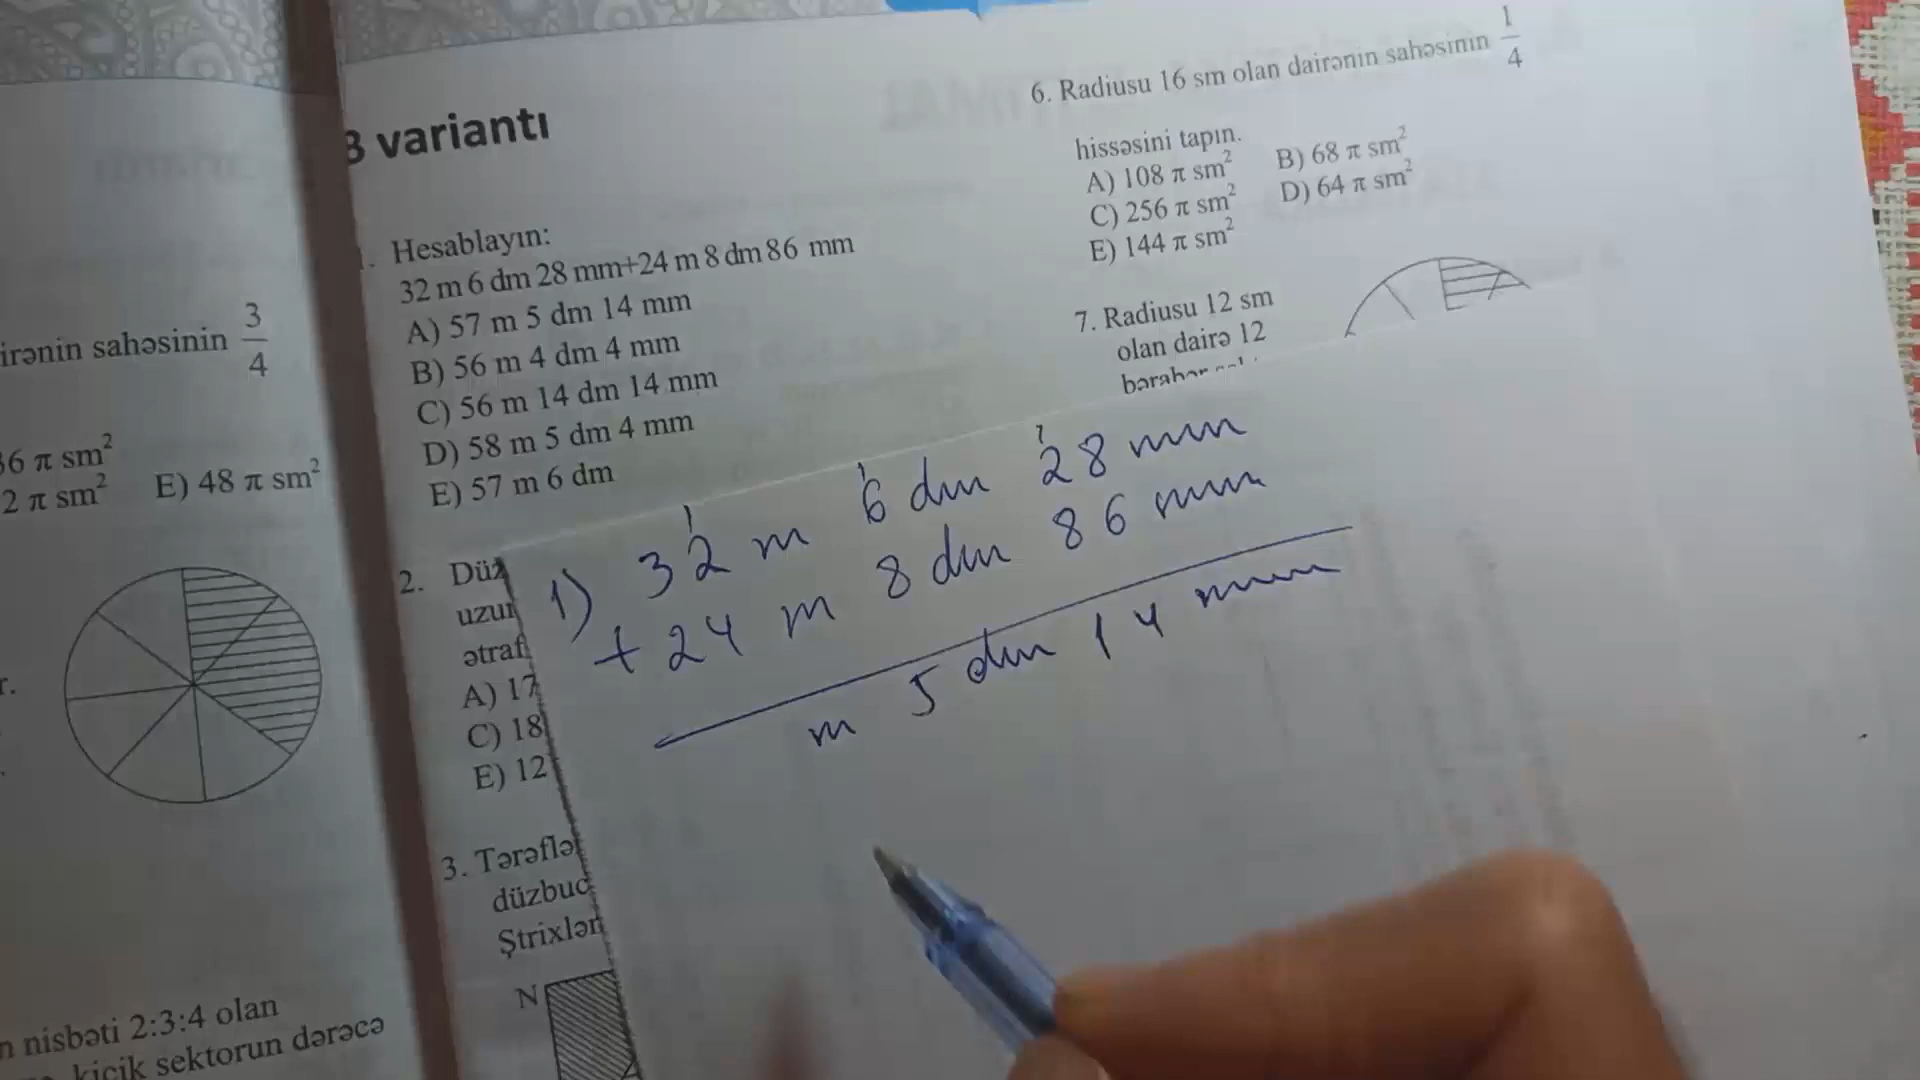 irənin sahəsinin 3/4
36 π sm²
2 π sm² E) 48 π sm²
r.
n nisbəti 2:3:4 olan
kiçik sektorun dərəcə
B variantı
1. Hesablayın:
32 m 6 dm 28 mm+24 m 8 dm 86 mm
A) 57 m 5 dm 14 mm
B) 56 m 4 dm 4 mm
C) 56 m 14 dm 14 mm
D) 58 m 5 dm 4 mm
E) 57 m 6 dm
2. Düz
uzun
ətraf
A) 17
C) 18
E) 12
3. Tərəflə
düzbuc
Ştrixlən
N
6. Radiusu 16 sm olan dairənin sahəsinin 1/4
hissəsini tapın.
A) 108 π sm² B) 68 π sm²
C) 256 π sm² D) 64 π sm²
E) 144 π sm²
7. Radiusu 12 sm
olan dairə 12
1 1 1
1) 32 m 6 dm 28 mm
+ 24 m 8 dm 86 mm
m 5 dm 14 mm